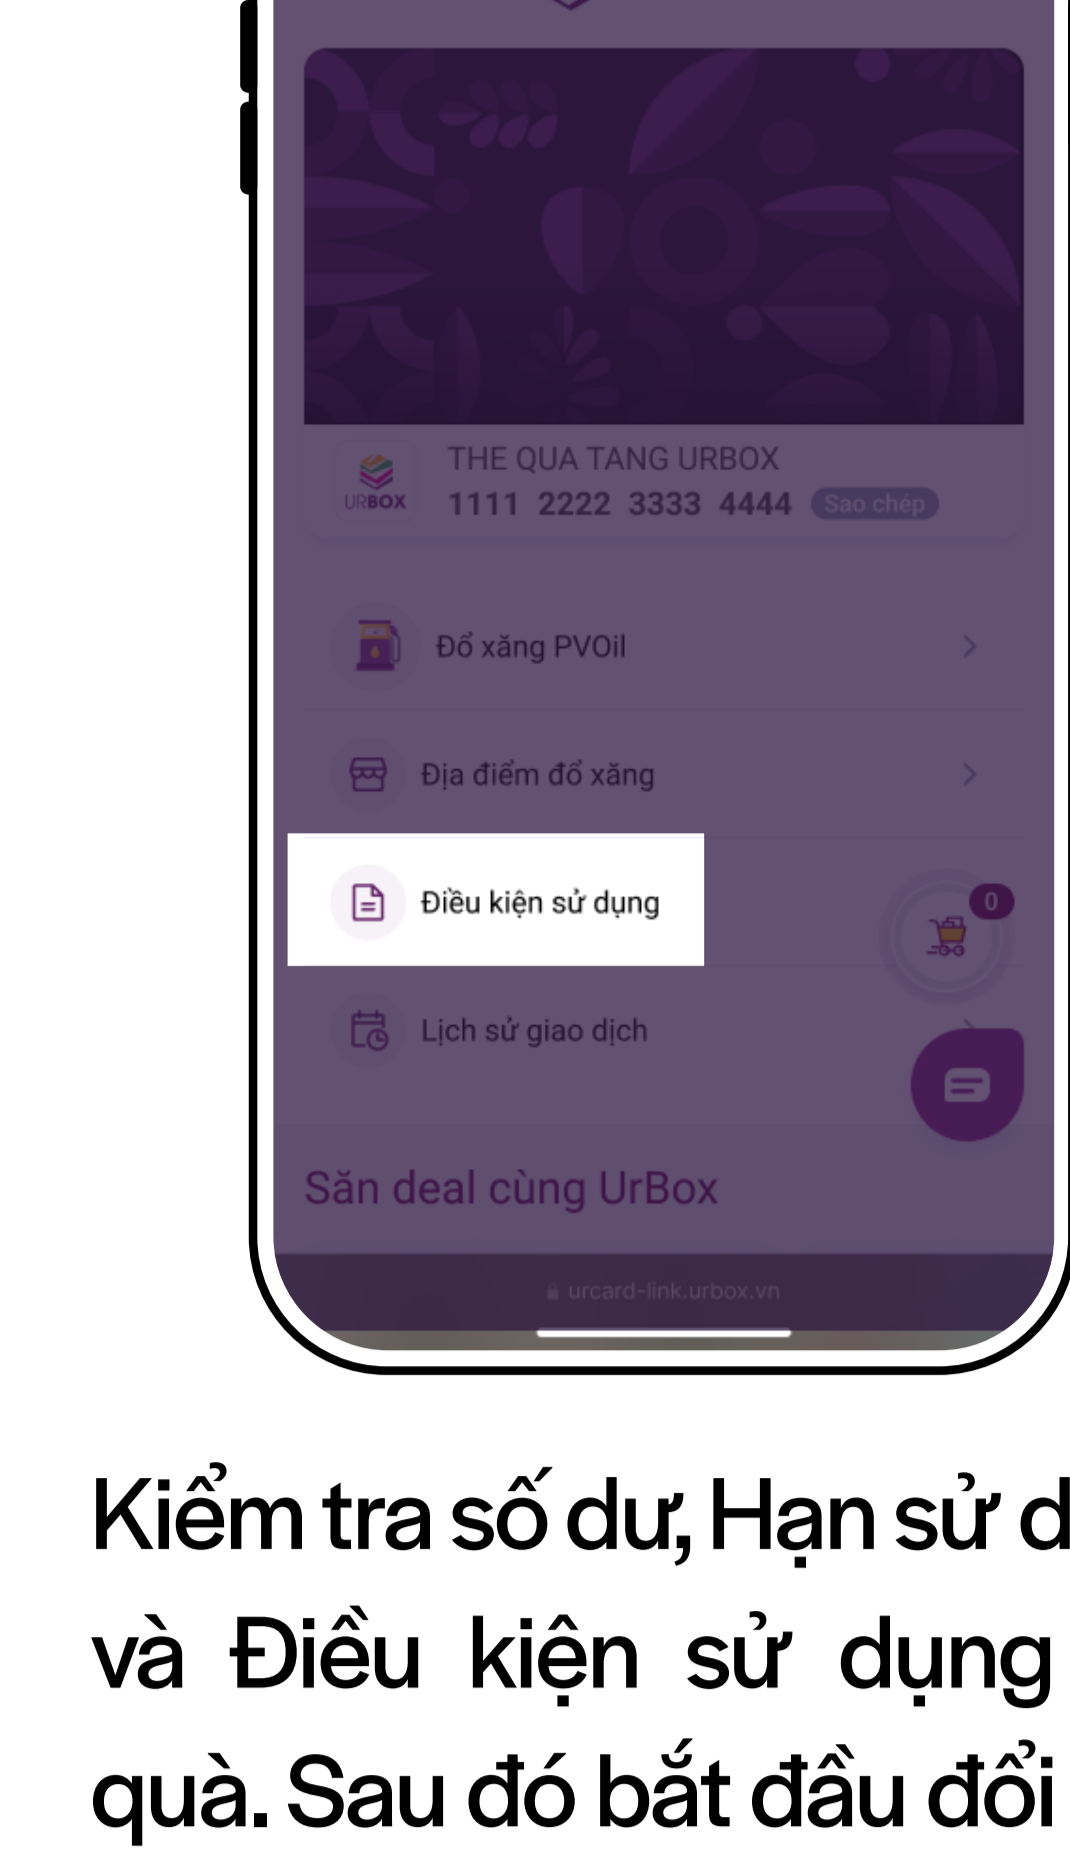 THE QUA TANG URBOX
URBOX
1111 2222 3333 4444 Sao chép
Đổ xăng PVOil
Địa điểm đổ xăng
Điều kiện sử dụng
0
Lịch sử giao dịch
Săn deal cùng UrBox
urcard-link.urbox.vn
Kiểm tra số dư, Hạn sử d
và Điều kiện sử dụng
quà. Sau đó bắt đầu đổi